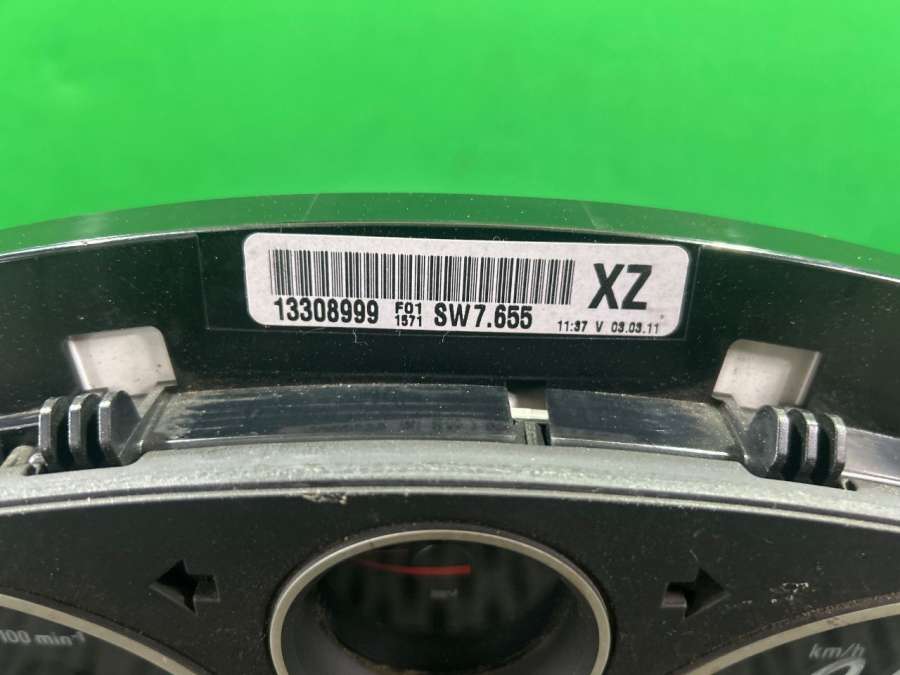 XZ
13308999 F01 1571 SW7.655
11:37 V 03.03.11
100 min-1
km/h